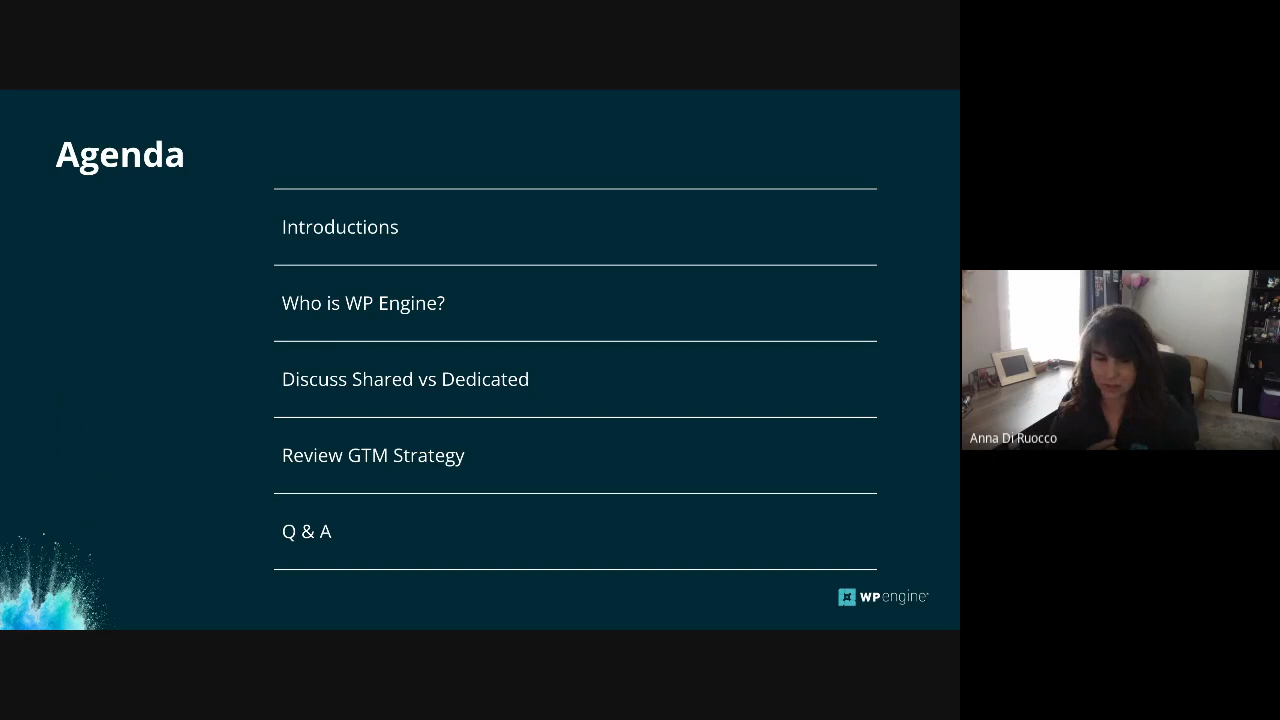 Agenda
Introductions
Who is WP Engine?
Discuss Shared vs Dedicated
Review GTM Strategy
Q & A
WP engine
Anna Di Ruocco